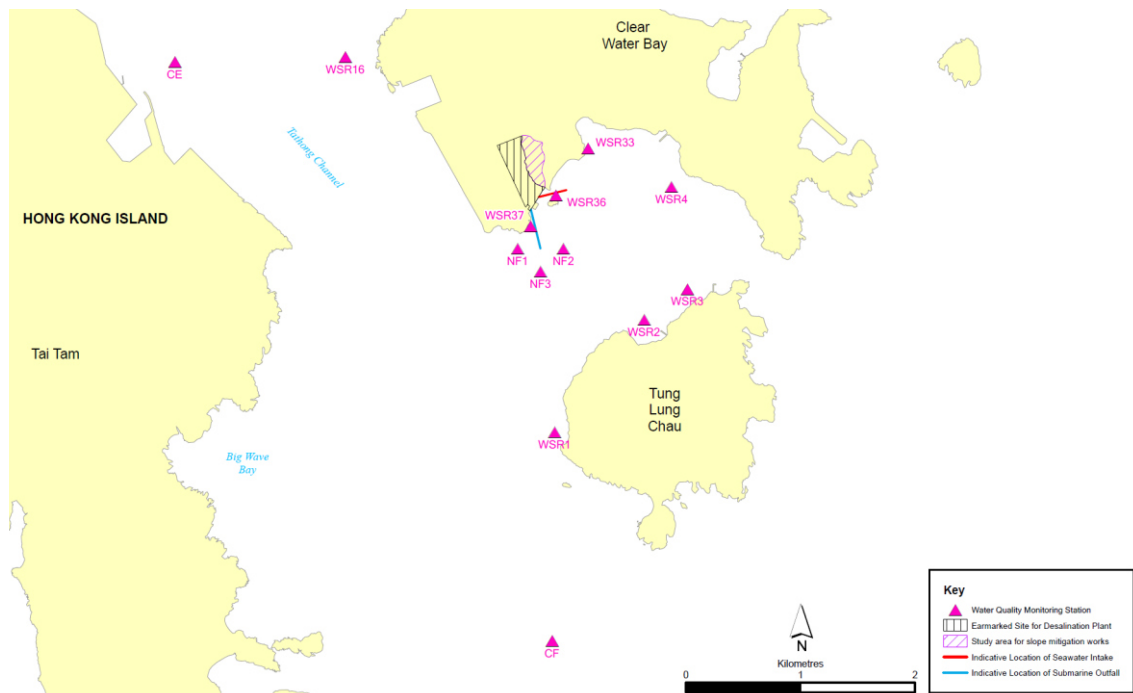 Clear
Water Bay
CE
WSR16
Tathong Channel
WSR33
WSR4
WSR36
HONG KONG ISLAND
WSR37
NF1
NF2
NF3
WSR3
WSR2
Tai Tam
Tung
Lung
Chau
WSR1
Big Wave
Bay
CF
N
Kilometres
0
1
2
Key
Water Quality Monitoring Station
Earmarked Site for Desalination Plant
Study area for slope mitigation works
Indicative Location of Seawater Intake
Indicative Location of Submarine Outfall